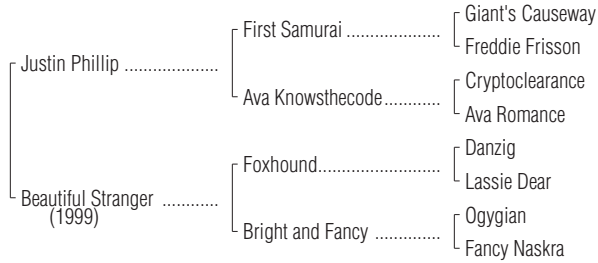 Giant's Causeway
First Samurai ....................
Freddie Frisson
Justin Phillip ....................
Cryptoclearance
Ava Knowsthecode............
Ava Romance
Danzig
Foxhound..........................
Lassie Dear
Beautiful Stranger ............
(1999)
Ogygian
Bright and Fancy ..............
Fancy Naskra